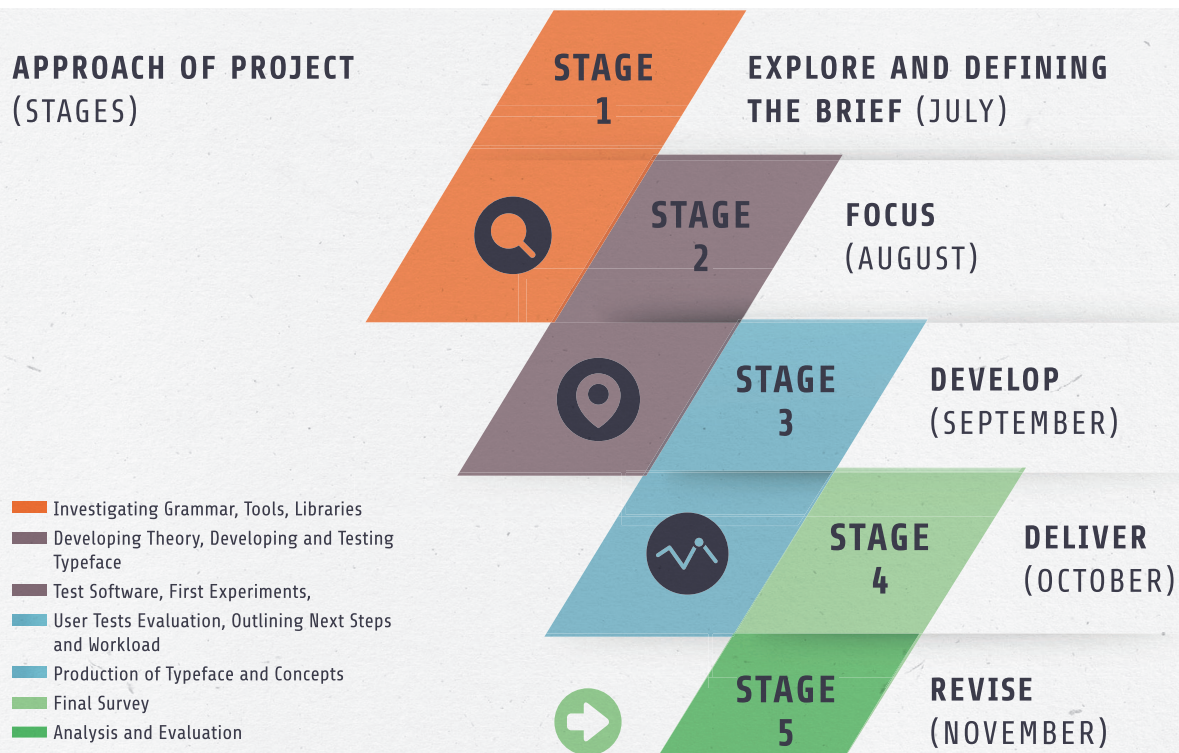 APPROACH OF PROJECT
(STAGES)
STAGE
1
EXPLORE AND DEFINING
THE BRIEF (JULY)
STAGE
2
FOCUS
(AUGUST)
STAGE
3
DEVELOP
(SEPTEMBER)
STAGE
4
DELIVER
(OCTOBER)
STAGE
5
REVISE
(NOVEMBER)
Investigating Grammar, Tools, Libraries
Developing Theory, Developing and Testing
Typeface
Test Software, First Experiments,
User Tests Evaluation, Outlining Next Steps
and Workload
Production of Typeface and Concepts
Final Survey
Analysis and Evaluation